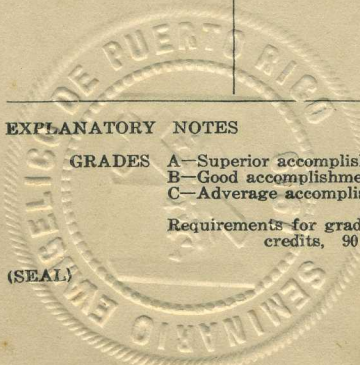 EXPLANATORY NOTES
GRADES A—Superior accomplis
B—Good accomplishme
C—Adverage accomplis
Requirements for grad
credits, 90
(SEAL)
SEMINARIO EVANGELICO DE PUERTO RICO